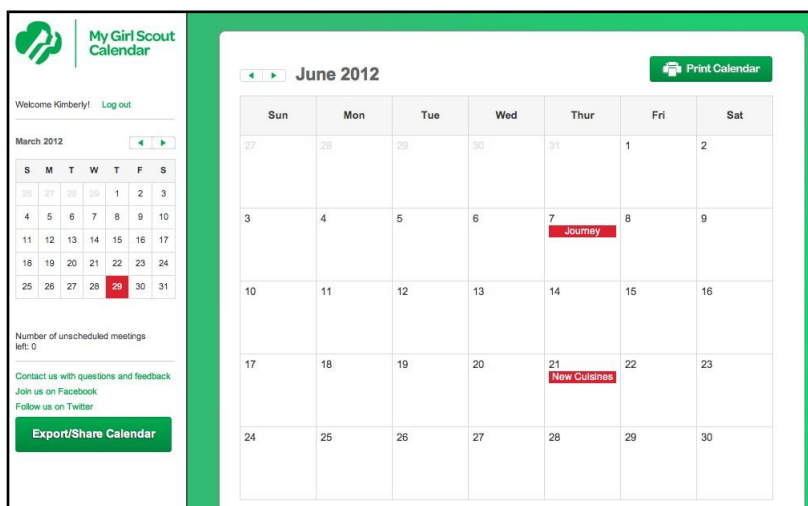 My Girl Scout
Calendar
Welcome Kimberly! Log out
March 2012
S M T W T F S
26 27 28 29 1 2 3
4 5 6 7 8 9 10
11 12 13 14 15 16 17
18 19 20 21 22 23 24
25 26 27 28 29 30 31
Number of unscheduled meetings
left: 0
Contact us with questions and feedback
Join us on Facebook
Follow us on Twitter
Export/Share Calendar
June 2012
Print Calendar
Sun Mon Tue Wed Thur Fri Sat
27 28 29 30 31 1 2
3 4 5 6 7 8 9
Journey
10 11 12 13 14 15 16
17 18 19 20 21 22 23
New Cuisines
24 25 26 27 28 29 30